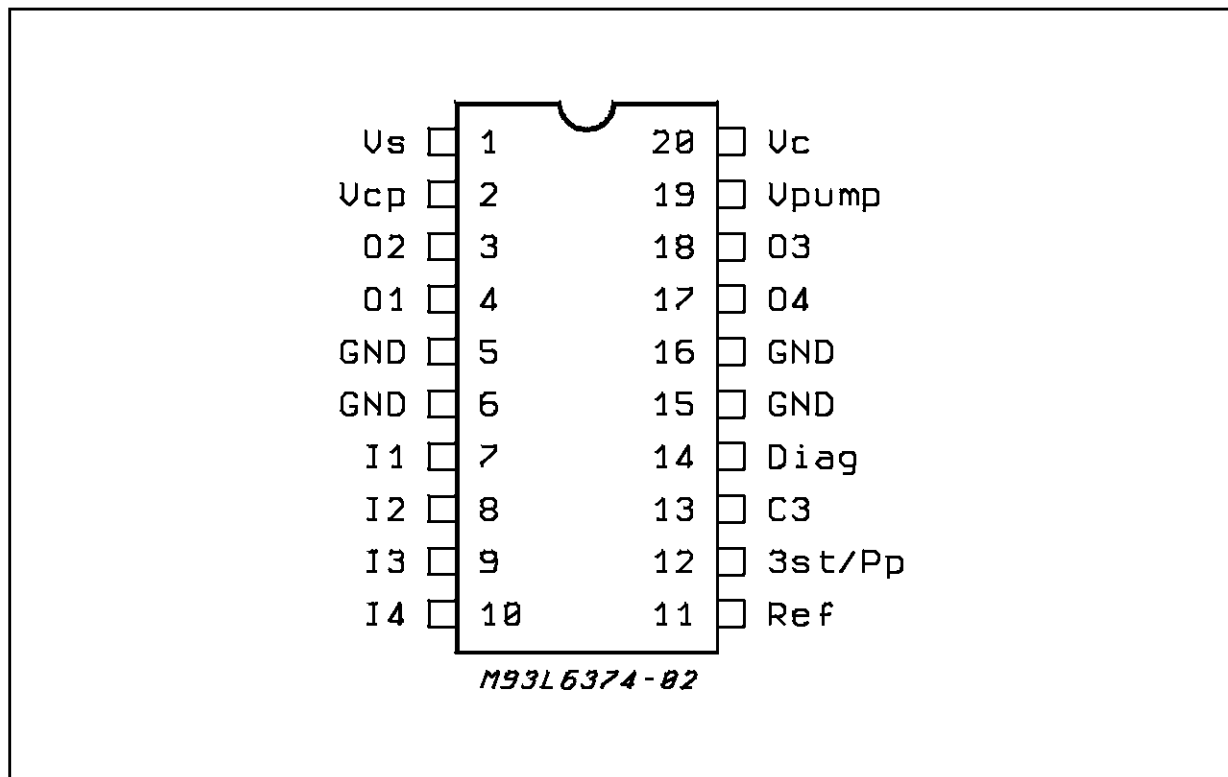 Vs 1 20 Vc
Vcp 2 19 Vpump
O2 3 18 O3
O1 4 17 O4
GND 5 16 GND
GND 6 15 GND
I1 7 14 Diag
I2 8 13 C3
I3 9 12 3st/Pp
I4 10 11 Ref
M93L6374-02